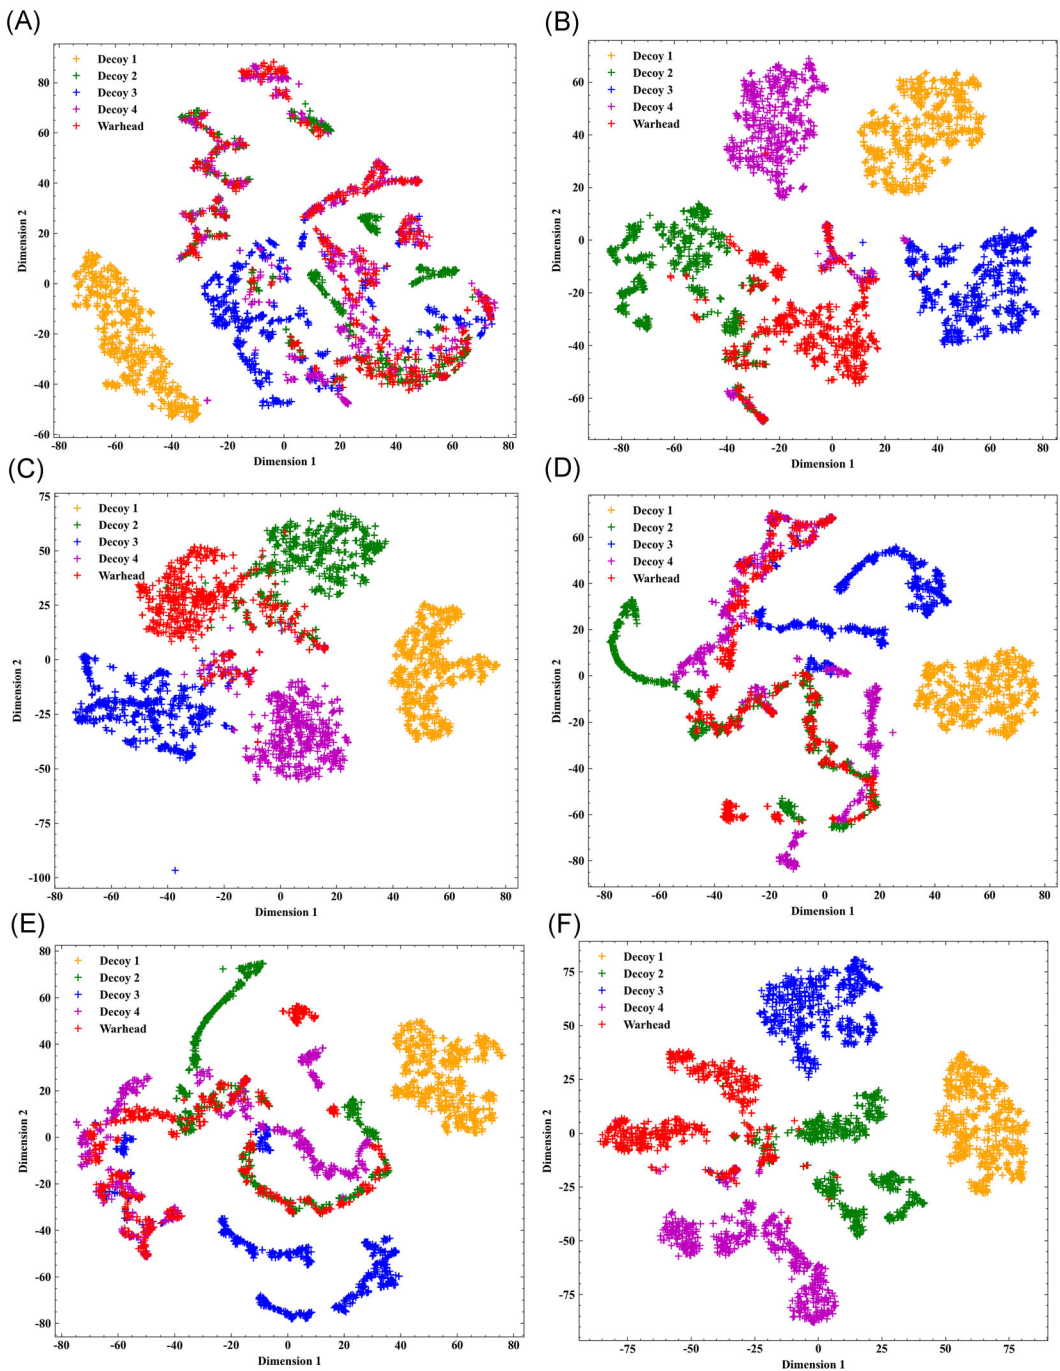 (A)
Decoy 1
Decoy 2
Decoy 3
Decoy 4
Warhead
80
60
40
20
0
-20
-40
-60
Dimension 2
-80 -60 -40 -20 0 20 40 60 80
Dimension 1
(B)
Decoy 1
Decoy 2
Decoy 3
Decoy 4
Warhead
60
40
20
0
-20
-40
-60
Dimension 2
-80 -60 -40 -20 0 20 40 60 80
Dimension 1
(C)
Decoy 1
Decoy 2
Decoy 3
Decoy 4
Warhead
75
50
25
0
-25
-50
-75
-100
Dimension 2
-80 -60 -40 -20 0 20 40 60 80
Dimension 1
(D)
Decoy 1
Decoy 2
Decoy 3
Decoy 4
Warhead
60
40
20
0
-20
-40
-60
-80
Dimension 2
-80 -60 -40 -20 0 20 40 60 80
Dimension 1
(E)
Decoy 1
Decoy 2
Decoy 3
Decoy 4
Warhead
80
60
40
20
0
-20
-40
-60
-80
Dimension 2
-80 -60 -40 -20 0 20 40 60 80
Dimension 1
(F)
Decoy 1
Decoy 2
Decoy 3
Decoy 4
Warhead
75
50
25
0
-25
-50
-75
Dimension 2
-75 -50 -25 0 25 50 75
Dimension 1